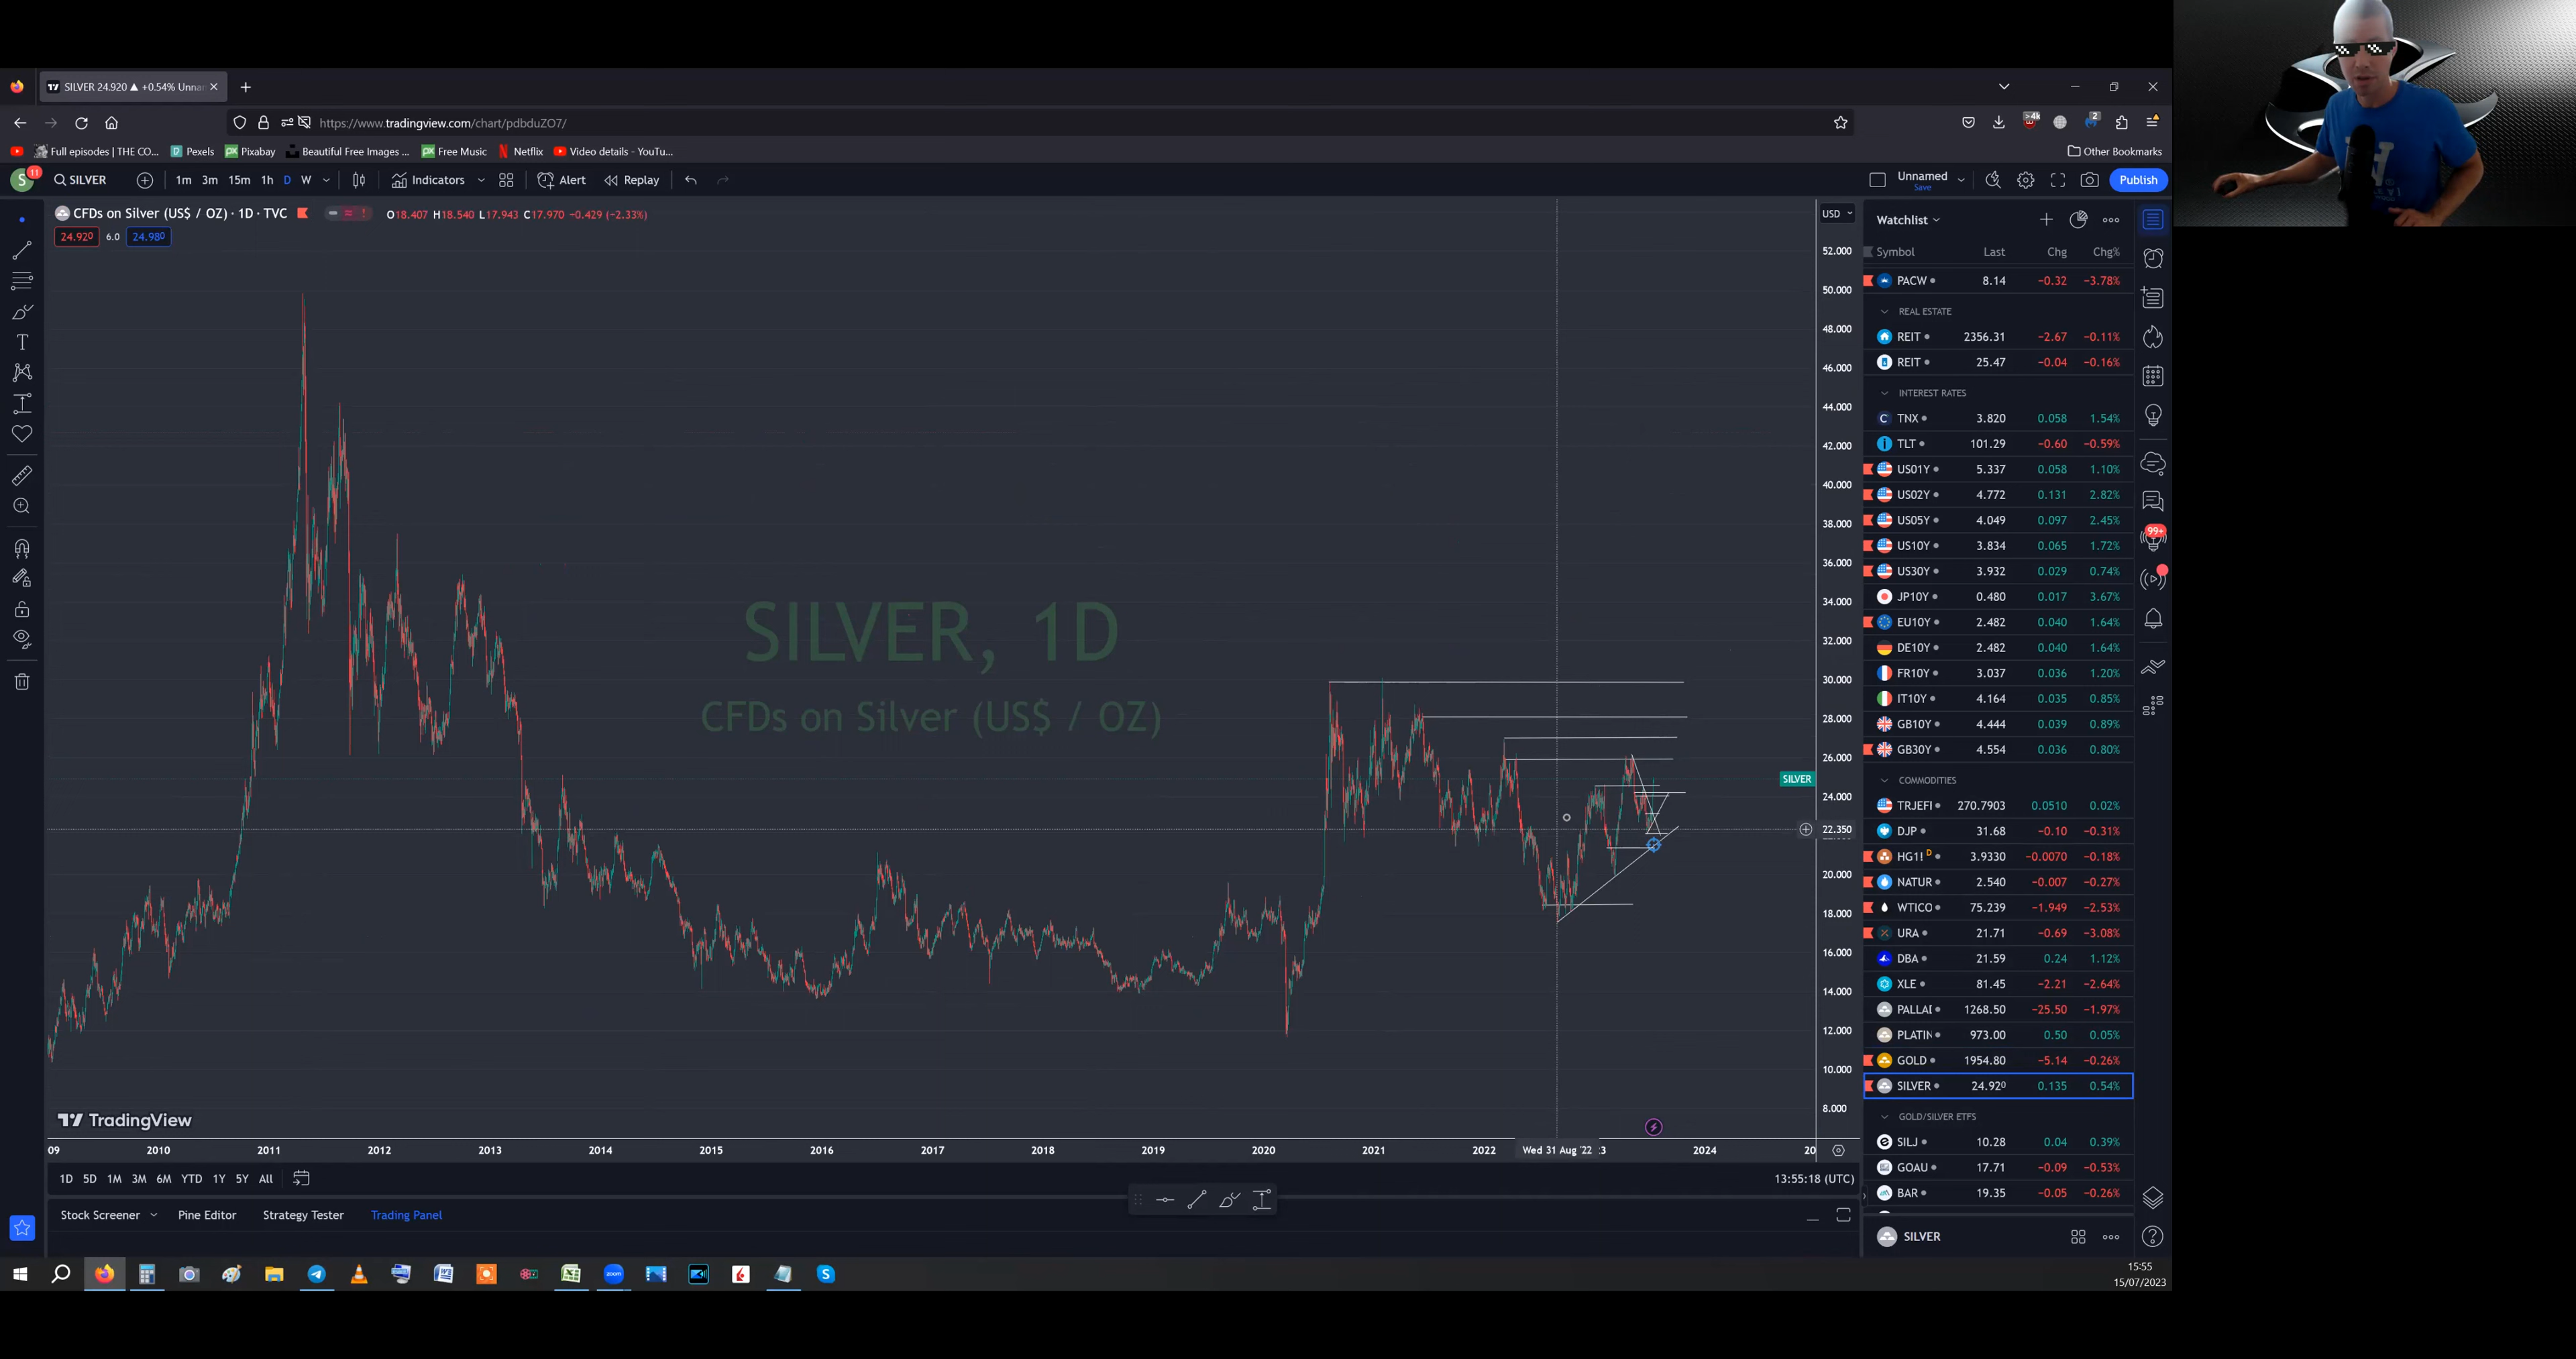 SILVER 24.920 ▲ +0.54% Unna
https://www.tradingview.com/chart/pdbduZO7/
>4k
2
Full episodes | THE CO... Pexels Pixabay Beautiful Free Images ... Free Music Netflix Video details - YouTu...
Other Bookmarks
S 11 SILVER 1m 3m 15m 1h D W Indicators Alert Replay Unnamed Publish
Save
CFDs on Silver (US$ / OZ) · 1D · TVC O18.407 H18.540 L17.943 C17.970 −0.429 (−2.33%)
24.920 6.0 24.980
USD
52.000
50.000
48.000
46.000
44.000
42.000
40.000
38.000
36.000
34.000
32.000
30.000
28.000
26.000
SILVER
24.000
22.350
20.000
18.000
16.000
14.000
12.000
10.000
8.000
SILVER, 1D
CFDs on Silver (US$ / OZ)
TradingView
09 2010 2011 2012 2013 2014 2015 2016 2017 2018 2019 2020 2021 2022 Wed 31 Aug '22 3 2024 20
1D 5D 1M 3M 6M YTD 1Y 5Y All
13:55:18 (UTC)
Stock Screener Pine Editor Strategy Tester Trading Panel
Watchlist
Symbol Last Chg Chg%
PACW 8.14 −0.32 −3.78%
REAL ESTATE
REIT 2356.31 −2.67 −0.11%
REIT 25.47 −0.04 −0.16%
INTEREST RATES
TNX 3.820 0.058 1.54%
TLT 101.29 −0.60 −0.59%
US01Y 5.337 0.058 1.10%
US02Y 4.772 0.131 2.82%
US05Y 4.049 0.097 2.45%
US10Y 3.834 0.065 1.72%
US30Y 3.932 0.029 0.74%
JP10Y 0.480 0.017 3.67%
EU10Y 2.482 0.040 1.64%
DE10Y 2.482 0.040 1.64%
FR10Y 3.037 0.036 1.20%
IT10Y 4.164 0.035 0.85%
GB10Y 4.444 0.039 0.89%
GB30Y 4.554 0.036 0.80%
COMMODITIES
TRJEFI 270.7903 0.0510 0.02%
DJP 31.68 −0.10 −0.31%
HG1! D 3.9330 −0.0070 −0.18%
NATUR 2.540 −0.007 −0.27%
WTICO 75.239 −1.949 −2.53%
URA 21.71 −0.69 −3.08%
DBA 21.59 0.24 1.12%
XLE 81.45 −2.21 −2.64%
PALLAI 1268.50 −25.50 −1.97%
PLATIN 973.00 0.50 0.05%
GOLD 1954.80 −5.14 −0.26%
SILVER 24.920 0.135 0.54%
GOLD/SILVER ETFS
SILJ 10.28 0.04 0.39%
GOAU 17.71 −0.09 −0.53%
BAR 19.35 −0.05 −0.26%
SILVER
99+
zoom
15:55
15/07/2023